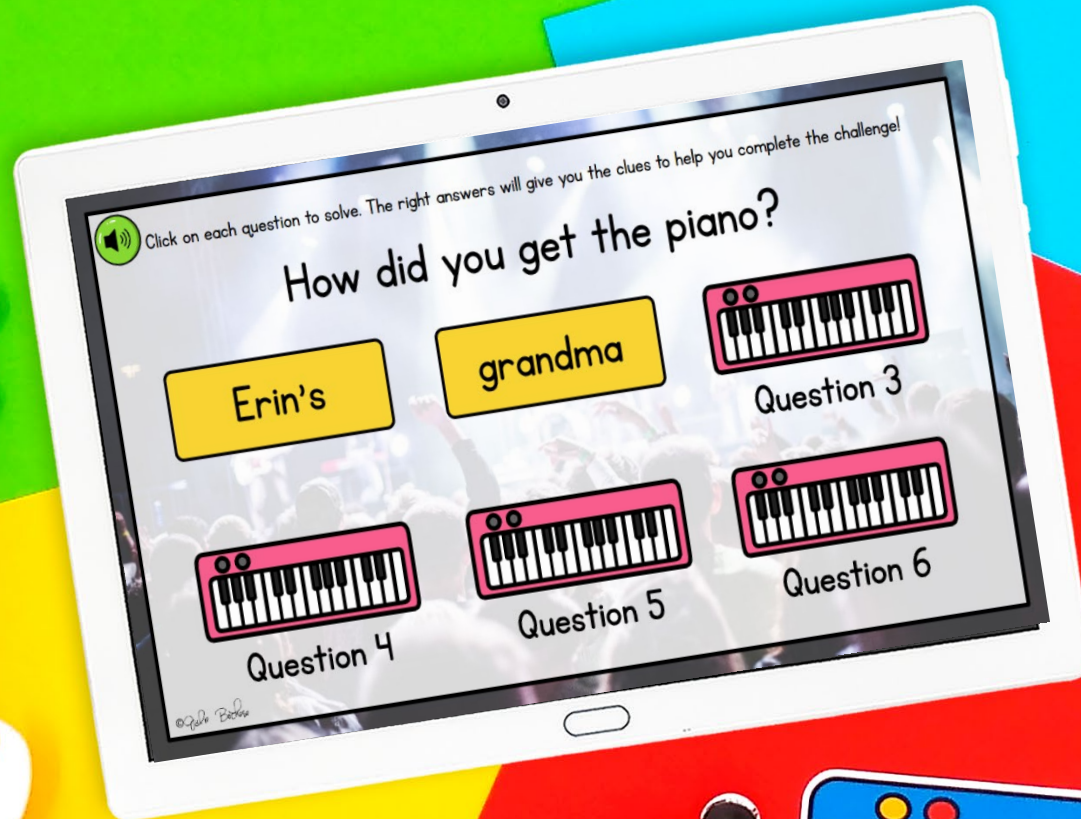 Click on each question to solve. The right answers will give you the clues to help you complete the challenge!
How did you get the piano?
Erin's
grandma
Question 3
Question 4
Question 5
Question 6